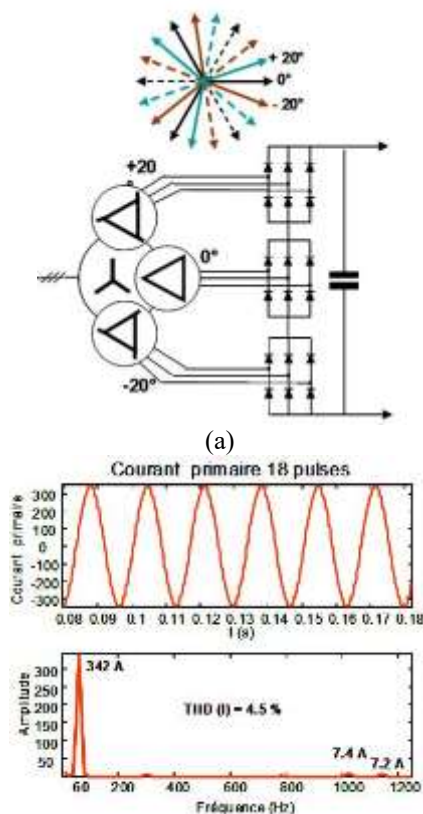 + 20°
0°
- 20°
+20
°
0°
-20°
(a)
Courant primaire 18 pulses
Courant primaire
300
200
100
0
-100
-200
-300
0.08 0.09 0.1 0.11 0.12 0.13 0.14 0.15 0.16 0.17 0.18
t (s)
Amplitude
300
250
200
150
100
50
342 A
THD (I) = 4.5 %
7.4 A
7.2 A
60 200 400 600 800 1000 1200
Fréquence (Hz)